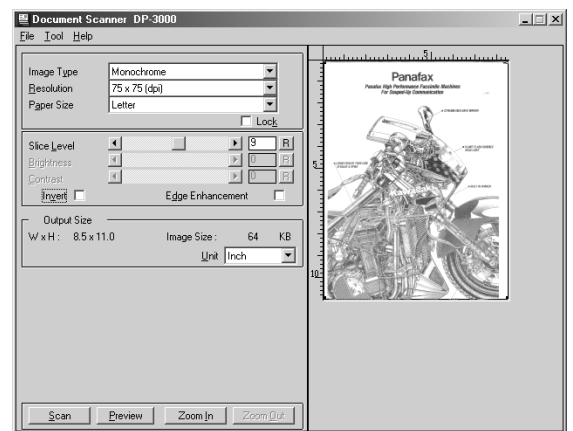 Document Scanner DP-3000
File Tool Help
Image Type Monochrome
Resolution 75 x 75 (dpi)
Paper Size Letter
Lock
Slice Level 9 R
Brightness 0 R
Contrast 0 R
Invert Edge Enhancement
Output Size
W x H : 8.5 x 11.0 Image Size : 64 KB
Unit Inch
Scan Preview Zoom In Zoom Out
5
5
10
Panafax
Panafax High Performance Facsimile Machines
For Souped-Up Communication